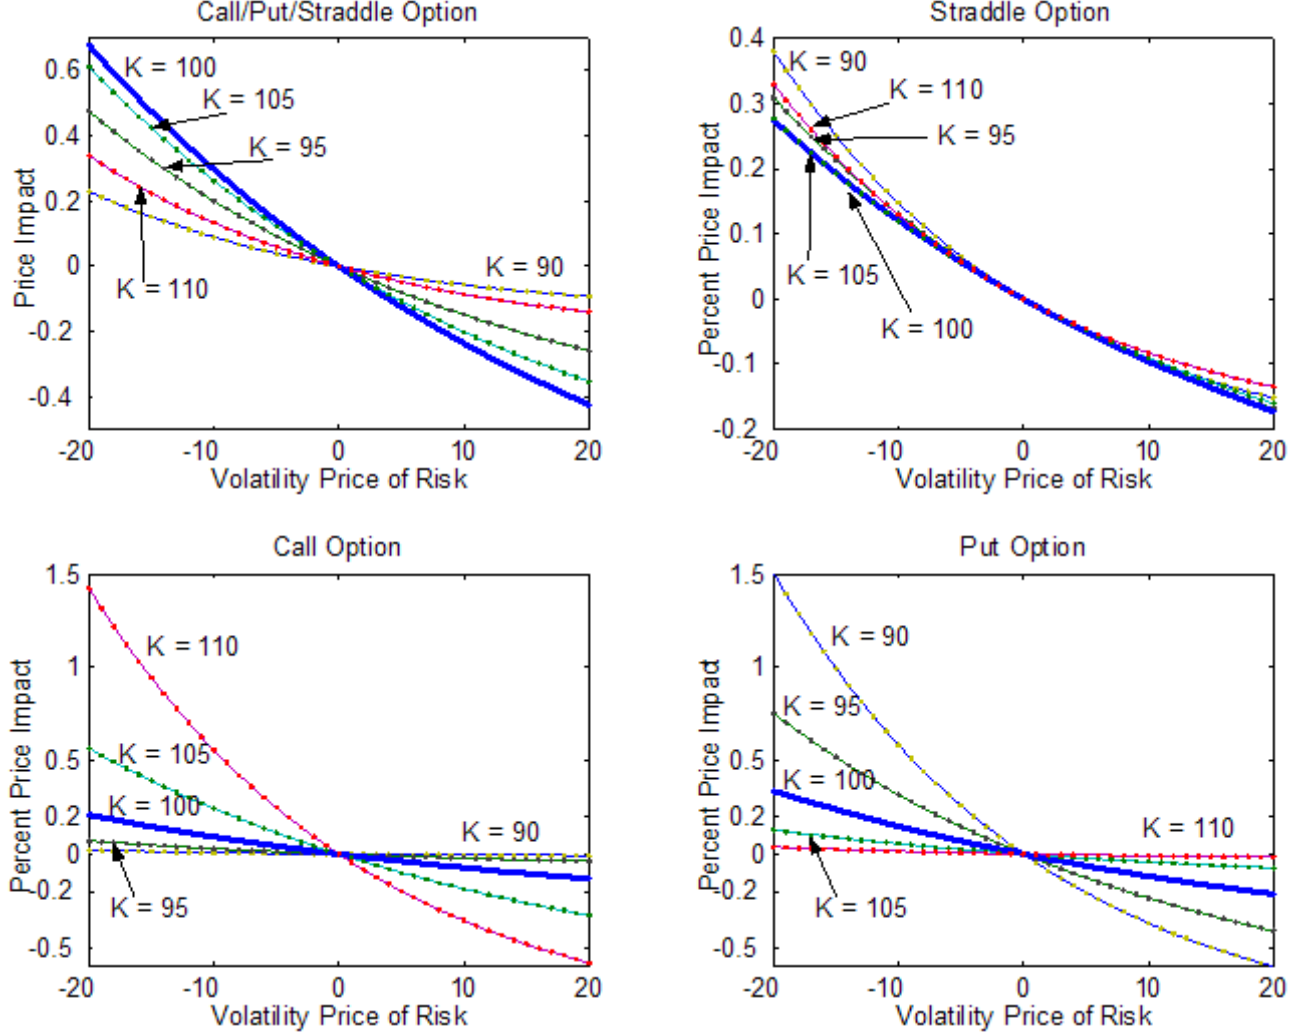 Call/Put/Straddle Option
Price Impact
0.6
0.4
0.2
0
-0.2
-0.4
K = 100
K = 105
K = 95
K = 110
K = 90
-20
-10
0
10
20
Volatility Price of Risk
Straddle Option
Percent Price Impact
0.4
0.3
0.2
0.1
0
-0.1
-0.2
K = 90
K = 110
K = 95
K = 105
K = 100
-20
-10
0
10
20
Volatility Price of Risk
Call Option
Percent Price Impact
1.5
1
0.5
0.2
0
-0.2
-0.5
K = 110
K = 105
K = 100
K = 90
K = 95
-20
-10
0
10
20
Volatility Price of Risk
Put Option
Percent Price Impact
1.5
1
0.5
0.2
0
-0.2
-0.5
K = 90
K = 95
K = 100
K = 110
K = 105
-20
-10
0
10
20
Volatility Price of Risk